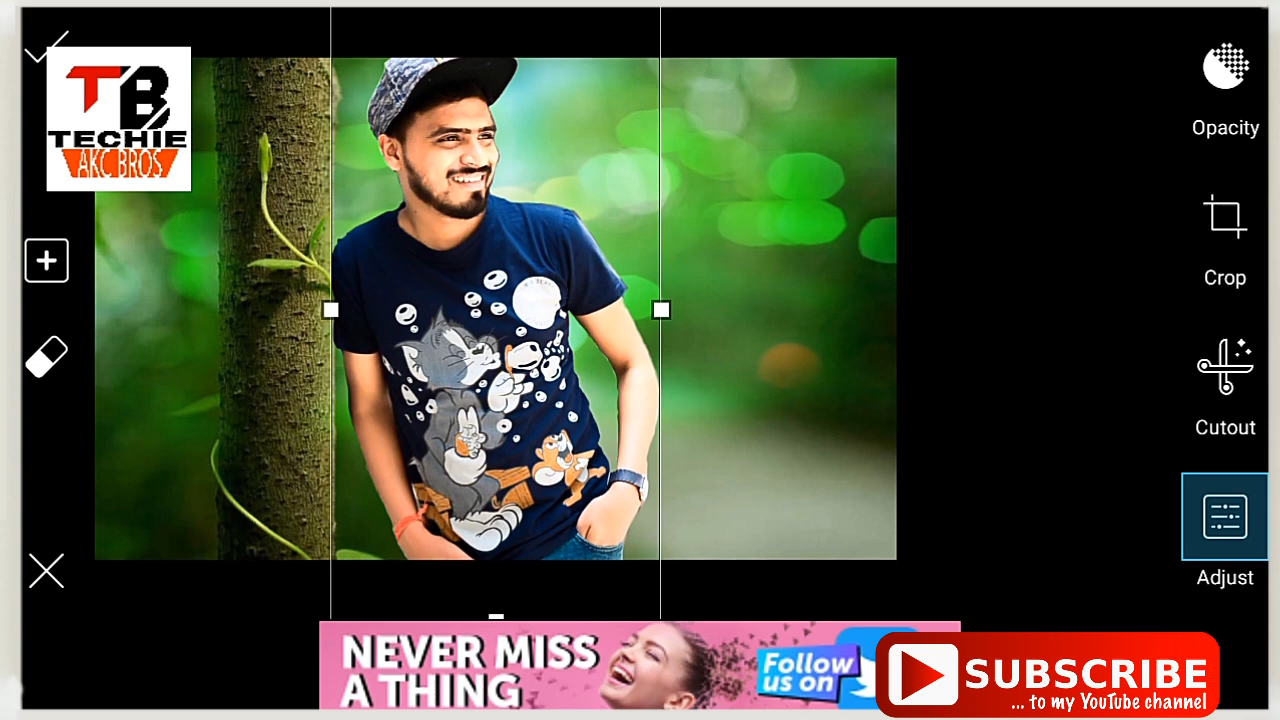 TB
TECHIE
AKC BROS
Opacity
Crop
Cutout
Adjust
NEVER MISS
A THING
Follow
us on
SUBSCRIBE
... to my YouTube channel